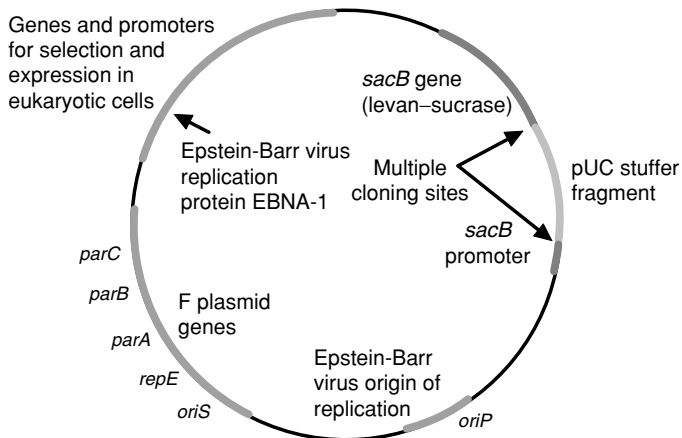 Genes and promoters
for selection and
expression in
eukaryotic cells
sacB gene
(levan–sucrase)
Epstein-Barr virus
replication
protein EBNA-1
Multiple
cloning sites
pUC stuffer
fragment
sacB
promoter
parC
parB
parA
repE
oriS
F plasmid
genes
Epstein-Barr
virus origin of
replication
oriP